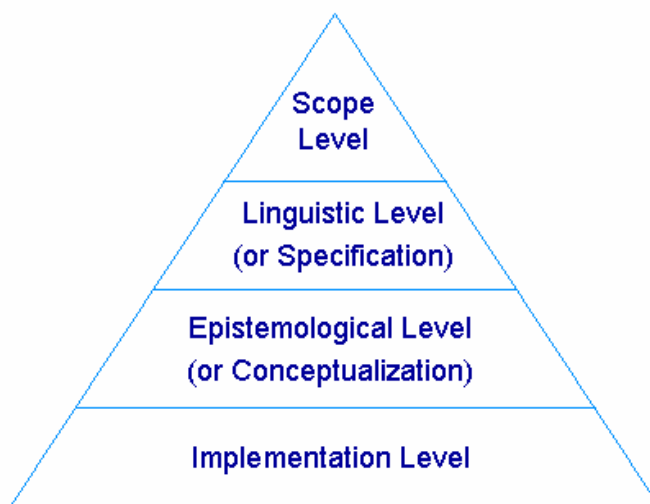 Scope
Level
Linguistic Level
(or Specification)
Epistemological Level
(or Conceptualization)
Implementation Level